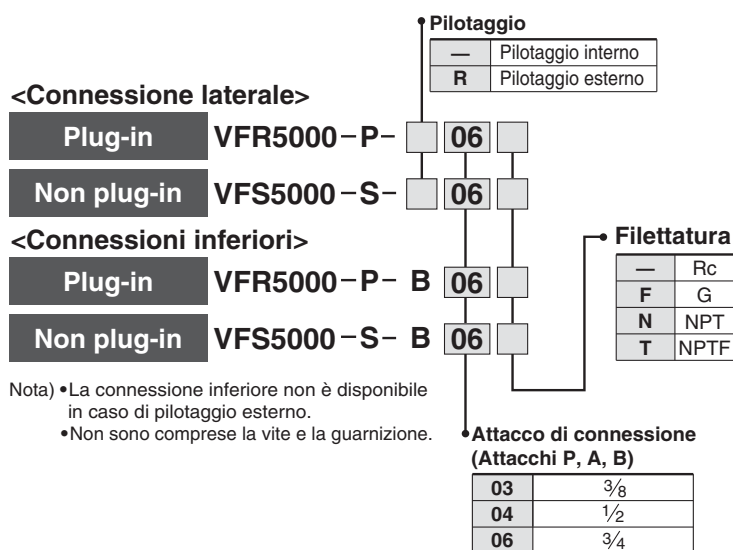 Pilotaggio
— Pilotaggio interno
R Pilotaggio esterno
<Connessione laterale>
Plug-in VFR5000-P- 06
Non plug-in VFS5000-S- 06
<Connessioni inferiori>
Plug-in VFR5000-P- B 06
Non plug-in VFS5000-S- B 06
Filettatura
— Rc
F G
N NPT
T NPTF
Nota) •La connessione inferiore non è disponibile
in caso di pilotaggio esterno.
•Non sono comprese la vite e la guarnizione.
Attacco di connessione
(Attacchi P, A, B)
03 3/8
04 1/2
06 3/4